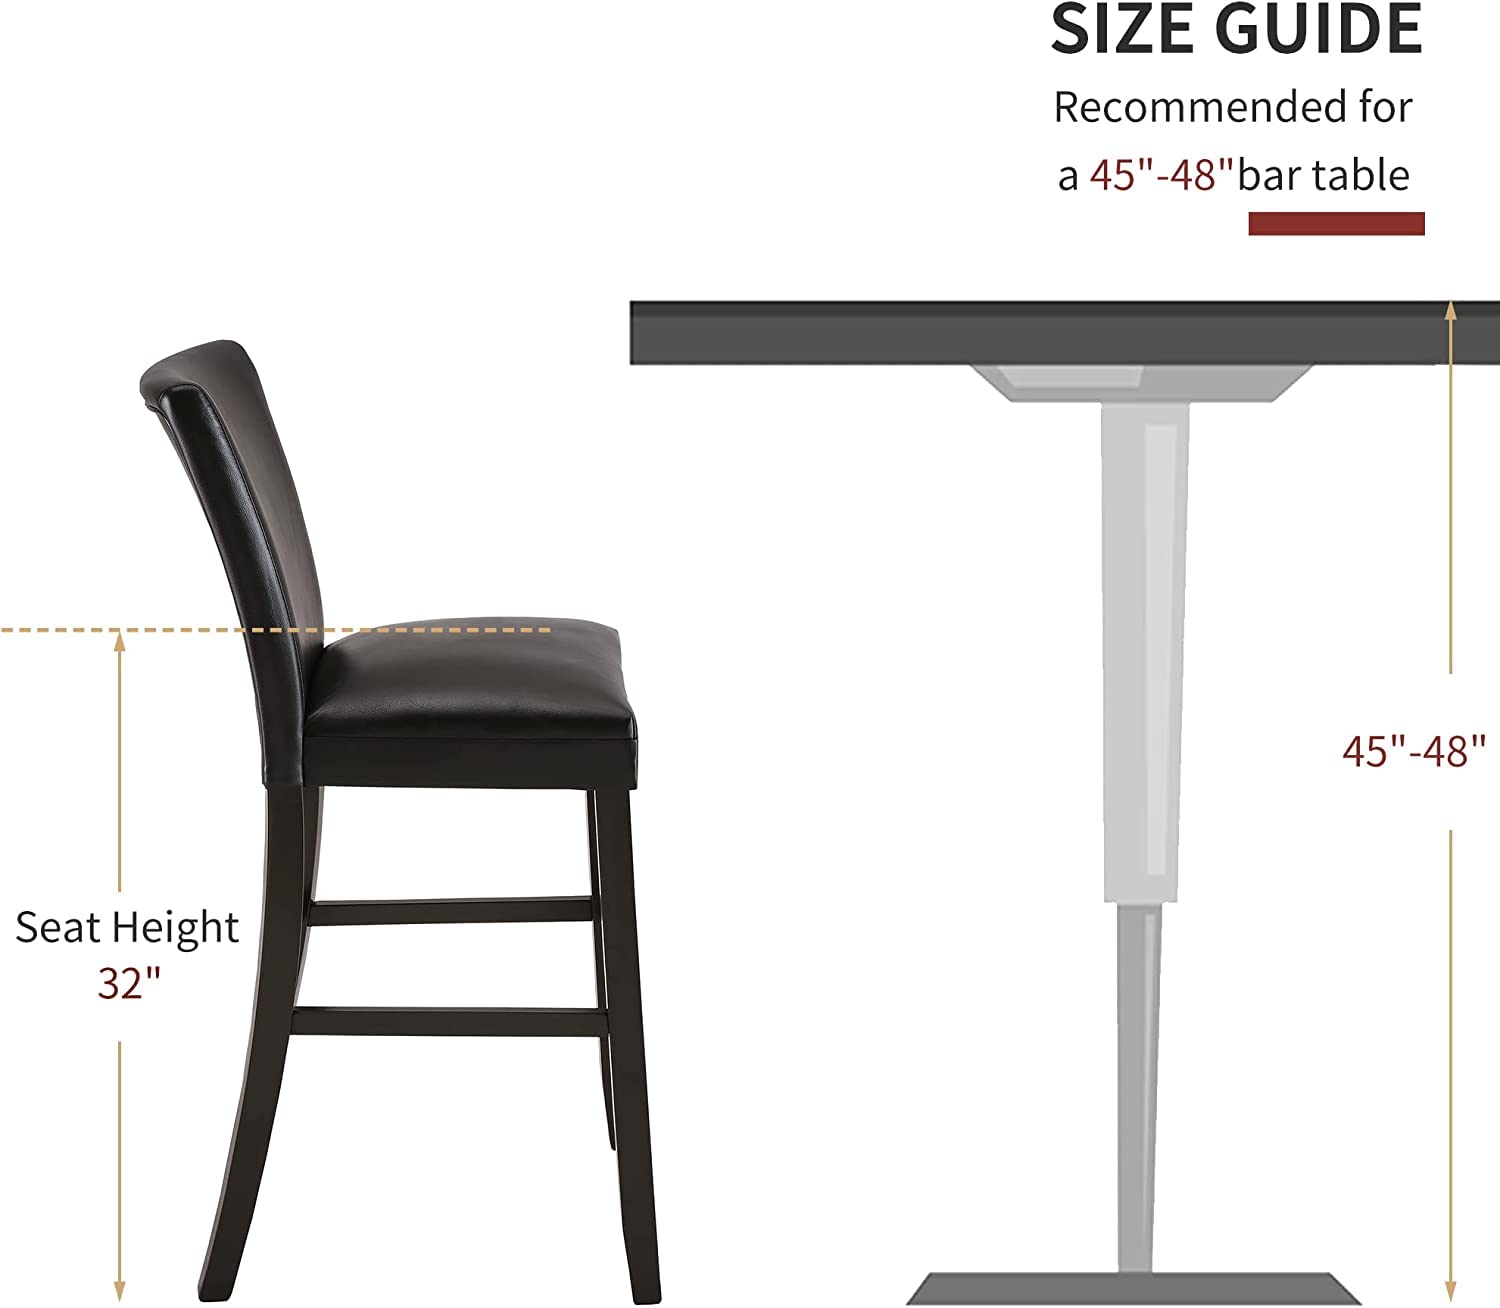 SIZE GUIDE
Recommended for
a 45"-48"bar table
45"-48"
Seat Height
32"